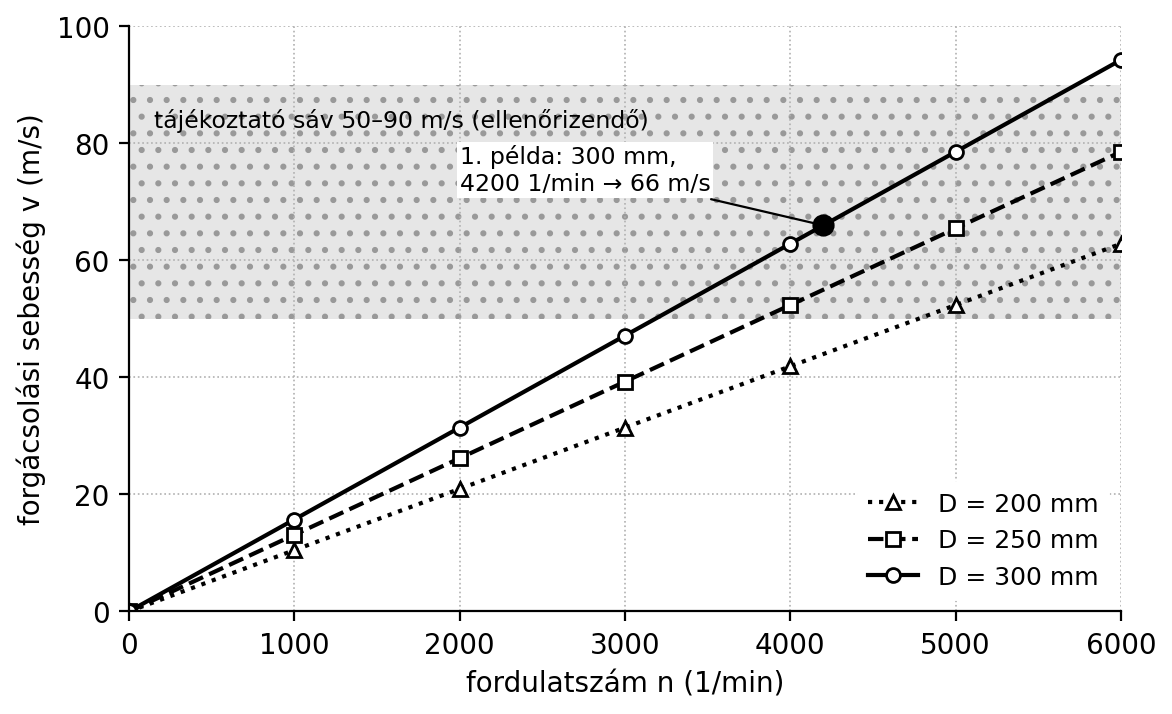 100
80
60
40
20
0
forgácsolási sebesség v (m/s)
tájékoztató sáv 50–90 m/s (ellenőrizendő)
1. példa: 300 mm,
4200 1/min → 66 m/s
D = 200 mm
D = 250 mm
D = 300 mm
0 1000 2000 3000 4000 5000 6000
fordulatszám n (1/min)